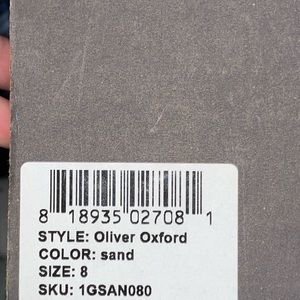 8 18935 02708 1
STYLE: Oliver Oxford
COLOR: sand
SIZE: 8
SKU: 1GSAN080